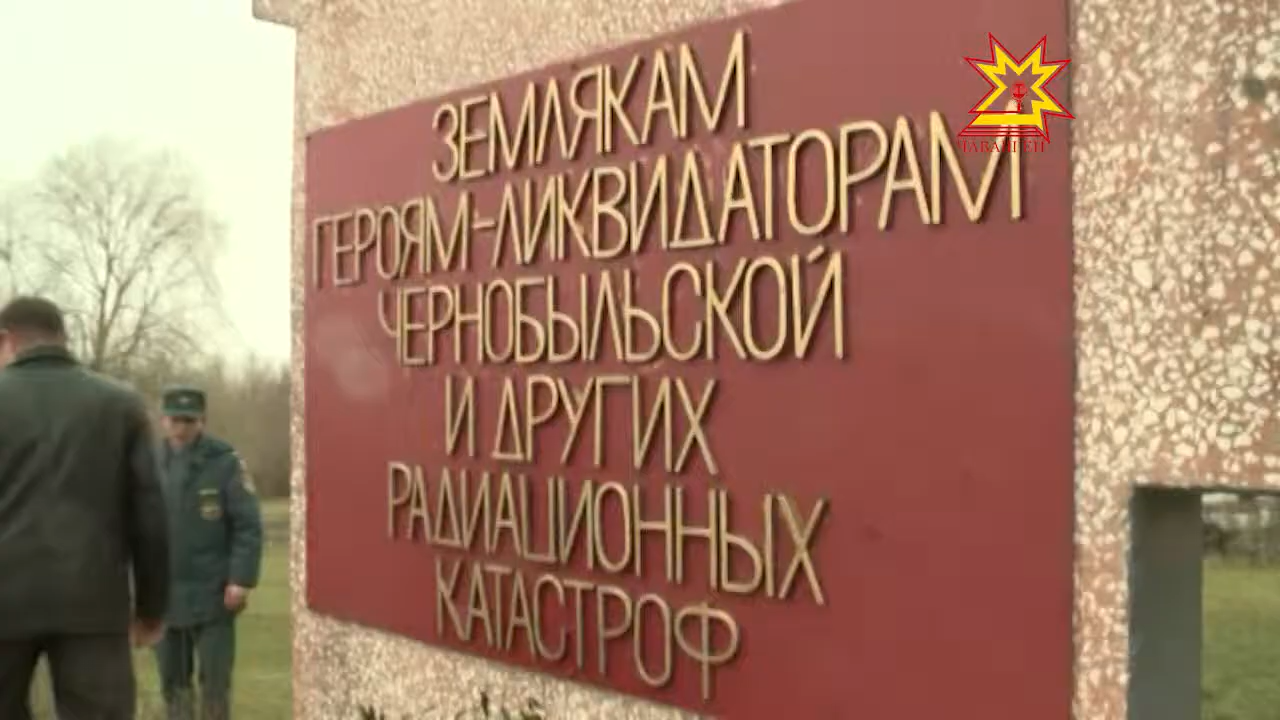 ЗЕМЛЯКАМ
ГЕРОЯМ-ЛИКВИДАТОРАМ
ЧЕРНОБЫЛЬСКОЙ
И ДРУГИХ
РАДИАЦИОННЫХ
КАТАСТРОФ